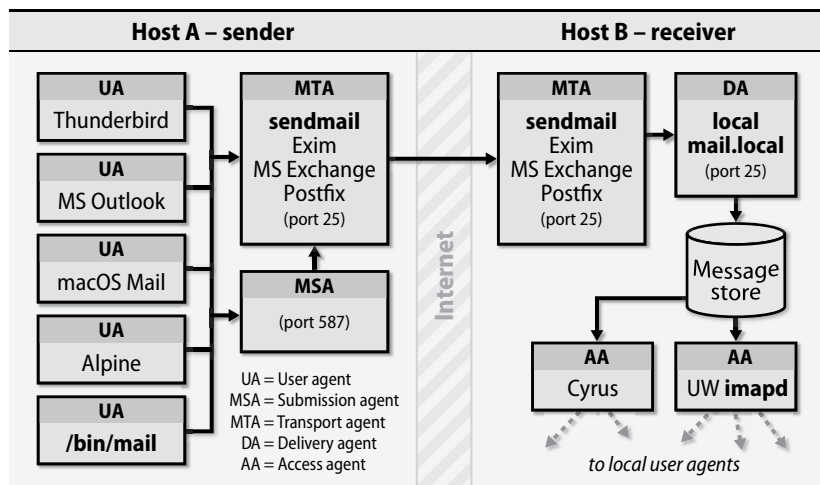 Host A – sender
Host B – receiver
UA
Thunderbird
UA
MS Outlook
UA
macOS Mail
UA
Alpine
UA
/bin/mail
MTA
sendmail
Exim
MS Exchange
Postfix
(port 25)
MSA
(port 587)
UA = User agent
MSA = Submission agent
MTA = Transport agent
DA = Delivery agent
AA = Access agent
Internet
MTA
sendmail
Exim
MS Exchange
Postfix
(port 25)
DA
local
mail.local
(port 25)
Message
store
AA
Cyrus
AA
UW imapd
to local user agents